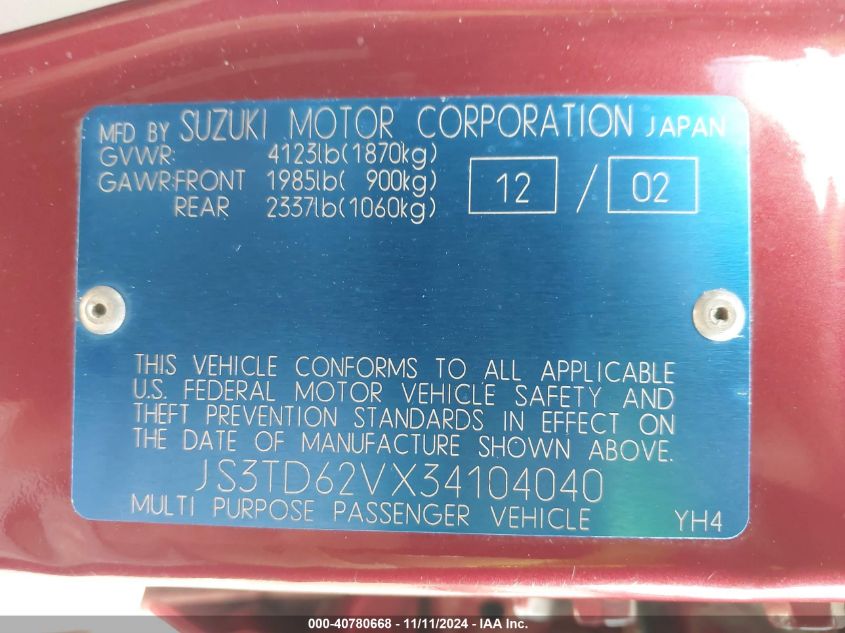 MFD BY SUZUKI MOTOR CORPORATION JAPAN
GVWR: 4123lb(1870kg)
GAWR:FRONT 1985lb( 900kg) 12 / 02
REAR 2337lb(1060kg)
THIS VEHICLE CONFORMS TO ALL APPLICABLE
U.S. FEDERAL MOTOR VEHICLE SAFETY AND
THEFT PREVENTION STANDARDS IN EFFECT ON
THE DATE OF MANUFACTURE SHOWN ABOVE.
JS3TD62VX34104040
MULTI PURPOSE PASSENGER VEHICLE YH4
000-40780668 - 11/11/2024 - IAA Inc.